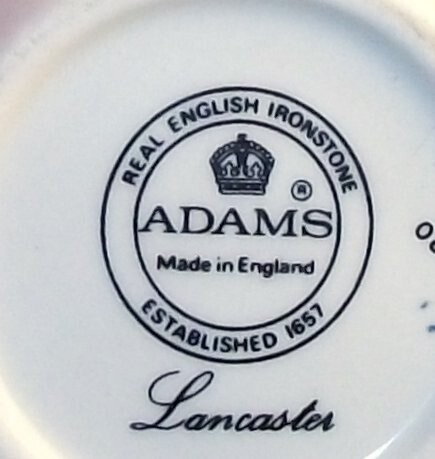 REAL ENGLISH IRONSTONE
®
ADAMS
Made in England
ESTABLISHED 1657
Lancaster